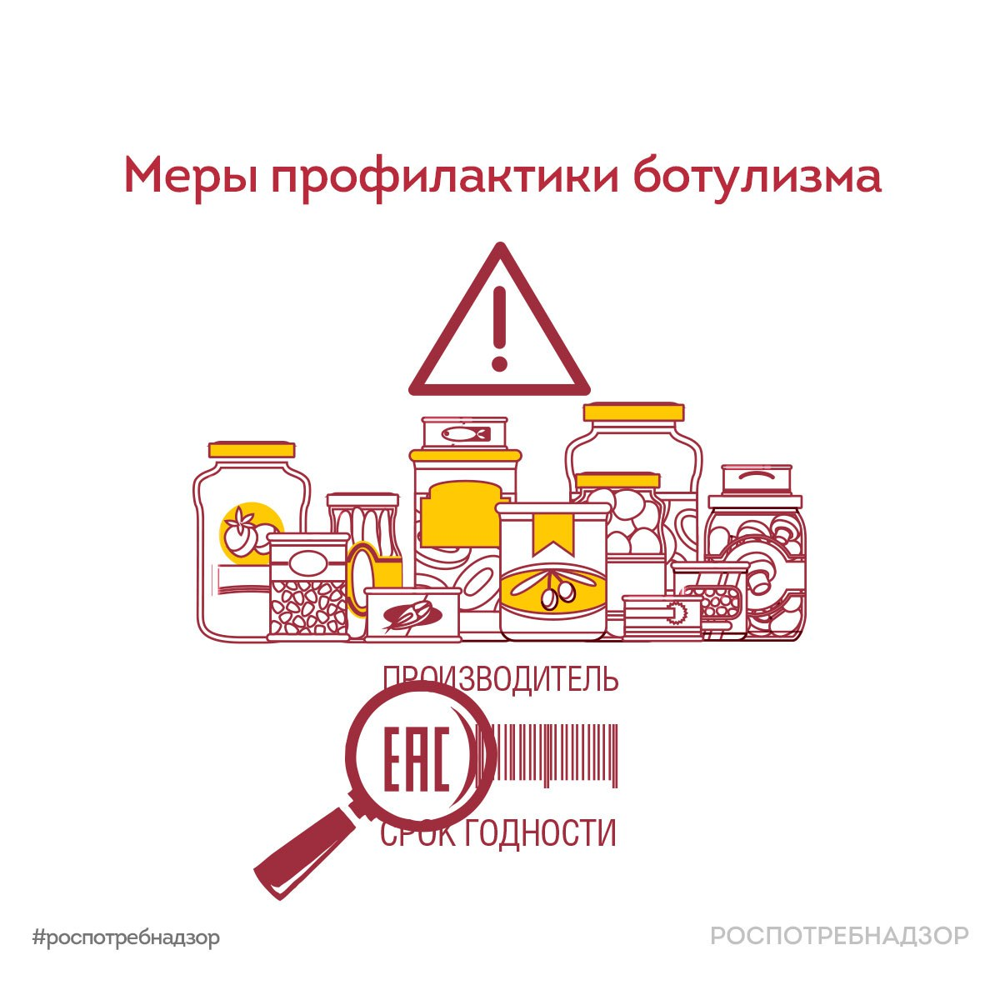 Меры профилактики ботулизма
ПРОИЗВОДИТЕЛЬ
ЕАС
СРОК ГОДНОСТИ
#роспотребнадзор
РОСПОТРЕБНАДЗОР